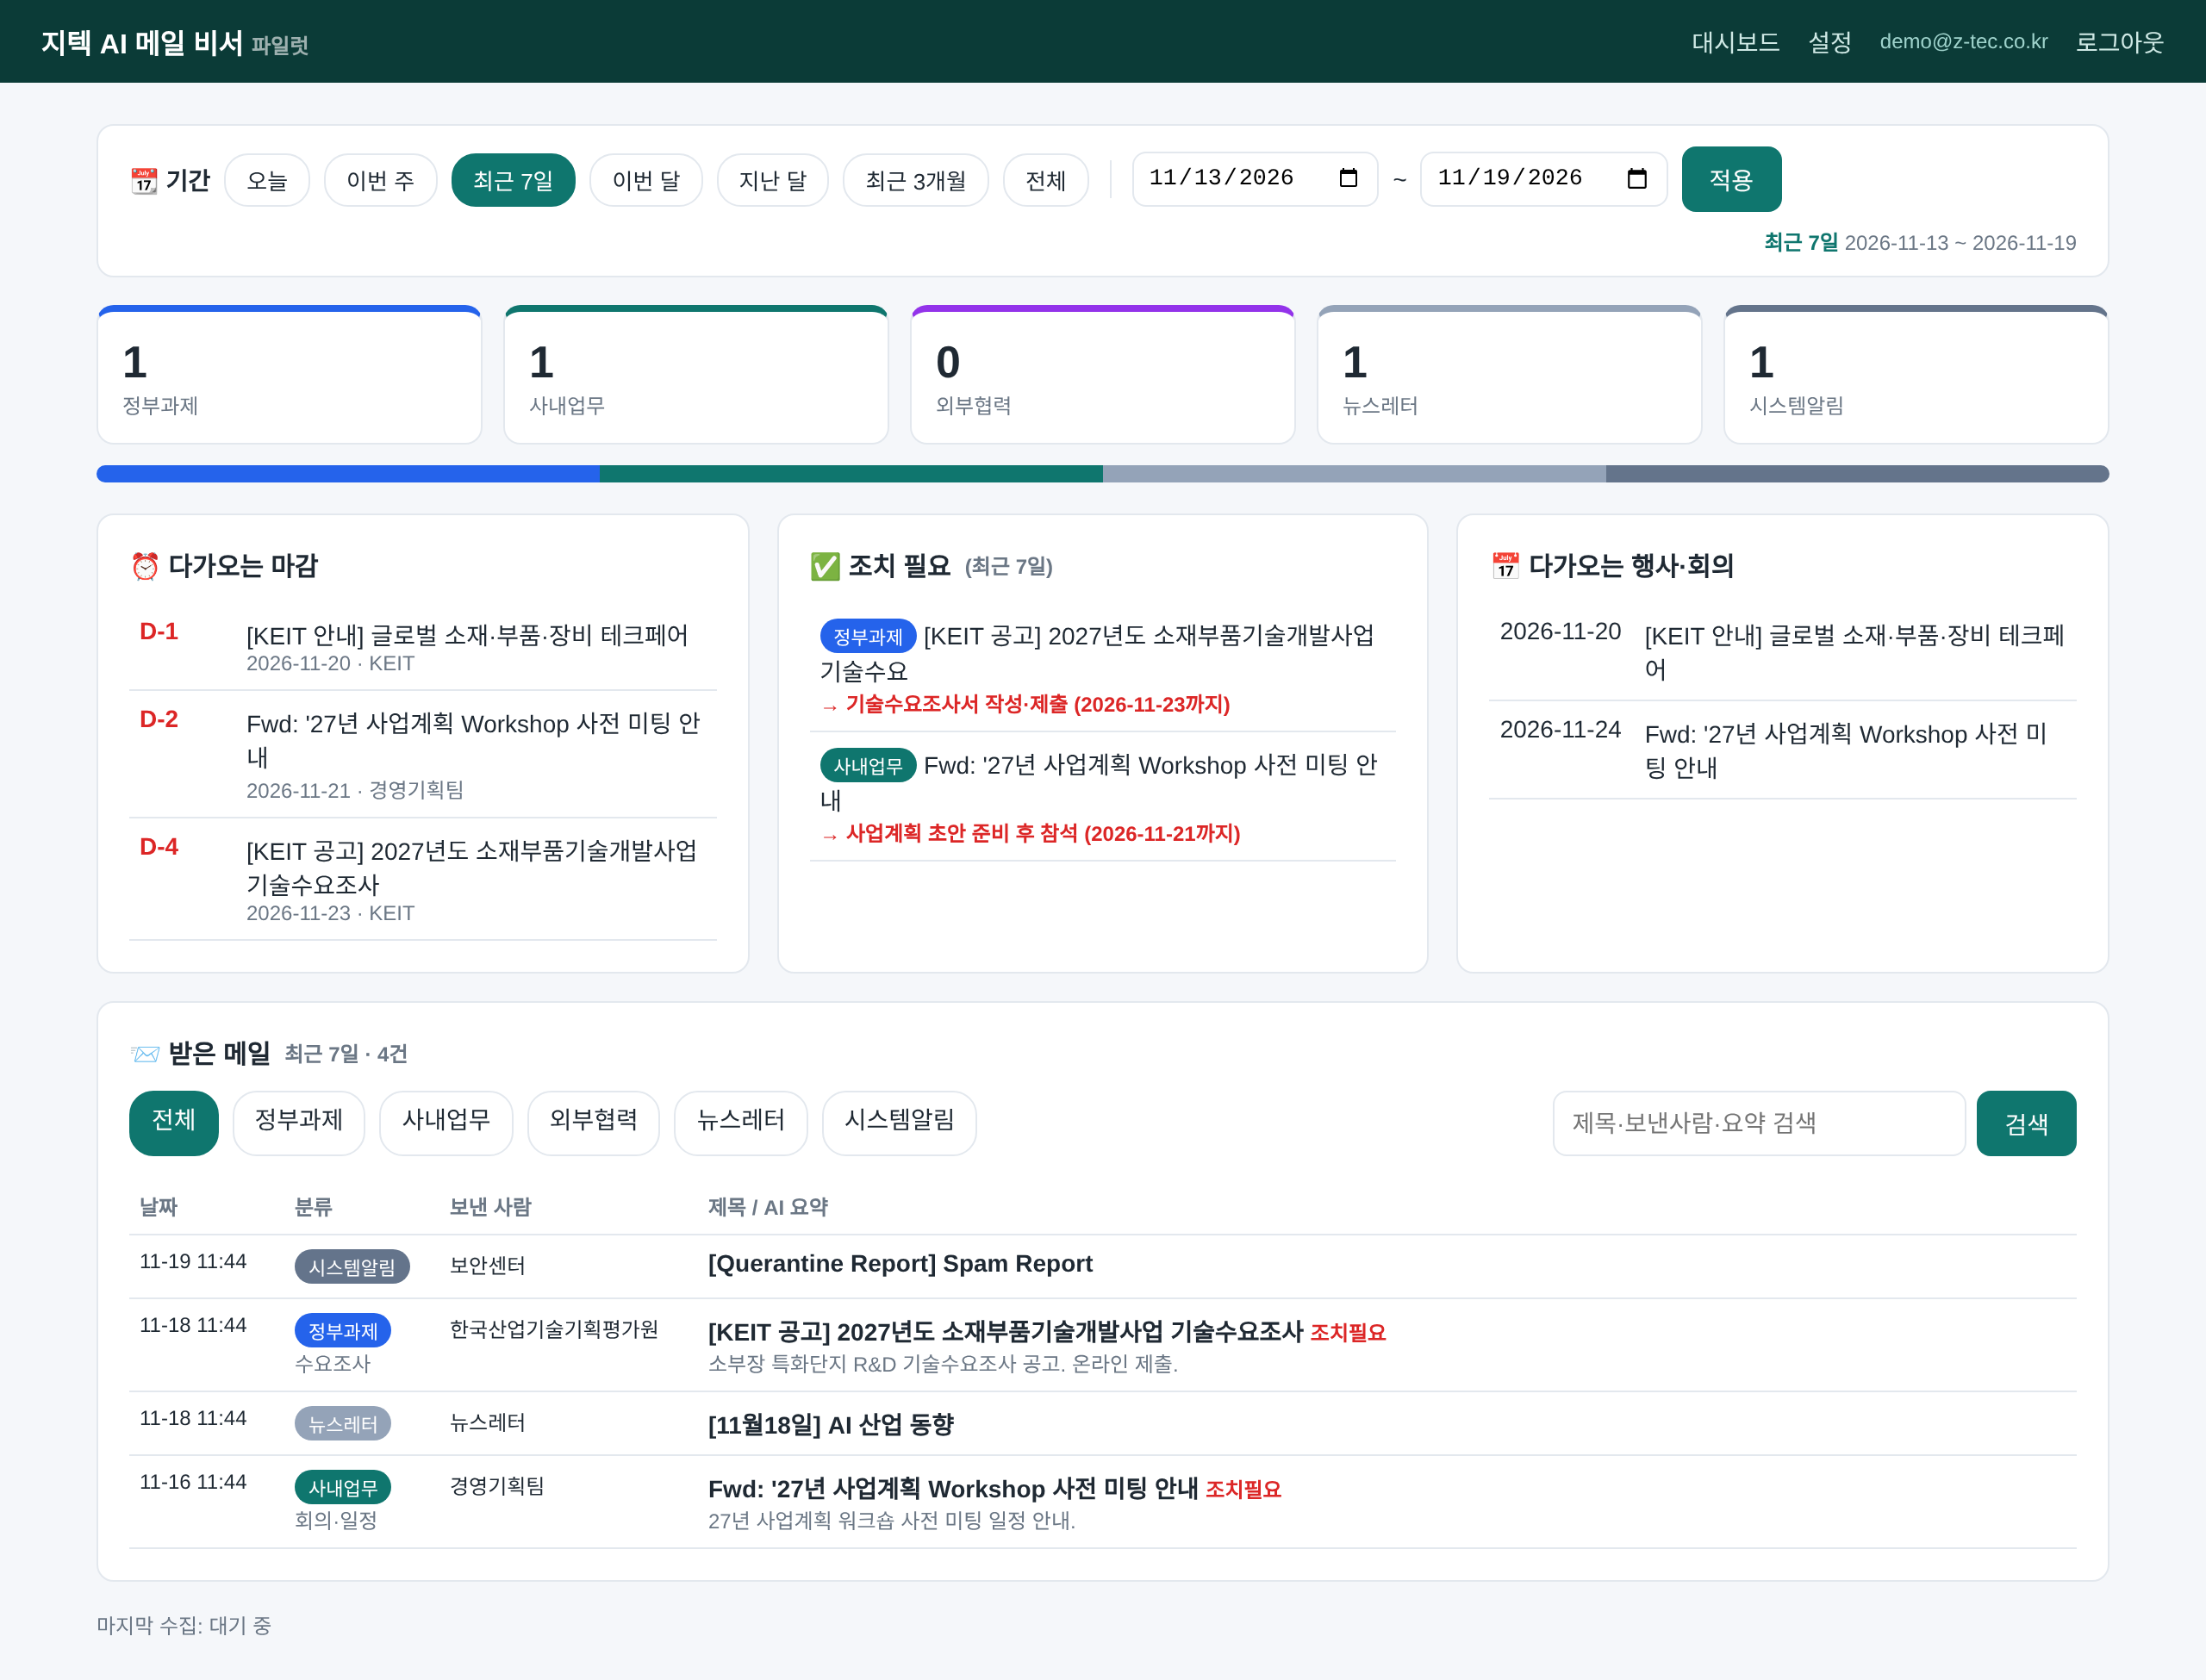 지텍 AI 메일 비서 파일럿
대시보드 설정 demo@z-tec.co.kr 로그아웃
📆 기간 오늘 이번 주 최근 7일 이번 달 지난 달 최근 3개월 전체 11/13/2026 ~ 11/19/2026 적용
최근 7일 2026-11-13 ~ 2026-11-19
1
정부과제
1
사내업무
0
외부협력
1
뉴스레터
1
시스템알림
⏰ 다가오는 마감
D-1 [KEIT 안내] 글로벌 소재·부품·장비 테크페어
2026-11-20 · KEIT
D-2 Fwd: '27년 사업계획 Workshop 사전 미팅 안
내
2026-11-21 · 경영기획팀
D-4 [KEIT 공고] 2027년도 소재부품기술개발사업
기술수요조사
2026-11-23 · KEIT
✅ 조치 필요 (최근 7일)
정부과제 [KEIT 공고] 2027년도 소재부품기술개발사업
기술수요
→ 기술수요조사서 작성·제출 (2026-11-23까지)
사내업무 Fwd: '27년 사업계획 Workshop 사전 미팅 안
내
→ 사업계획 초안 준비 후 참석 (2026-11-21까지)
📅 다가오는 행사·회의
2026-11-20 [KEIT 안내] 글로벌 소재·부품·장비 테크페
어
2026-11-24 Fwd: '27년 사업계획 Workshop 사전 미
팅 안내
📨 받은 메일 최근 7일 · 4건
전체 정부과제 사내업무 외부협력 뉴스레터 시스템알림 제목·보낸사람·요약 검색 검색
날짜 분류 보낸 사람 제목 / AI 요약
11-19 11:44 시스템알림 보안센터 [Querantine Report] Spam Report
11-18 11:44 정부과제 한국산업기술기획평가원 [KEIT 공고] 2027년도 소재부품기술개발사업 기술수요조사 조치필요
수요조사 소부장 특화단지 R&D 기술수요조사 공고. 온라인 제출.
11-18 11:44 뉴스레터 뉴스레터 [11월18일] AI 산업 동향
11-16 11:44 사내업무 경영기획팀 Fwd: '27년 사업계획 Workshop 사전 미팅 안내 조치필요
회의·일정 27년 사업계획 워크숍 사전 미팅 일정 안내.
마지막 수집: 대기 중